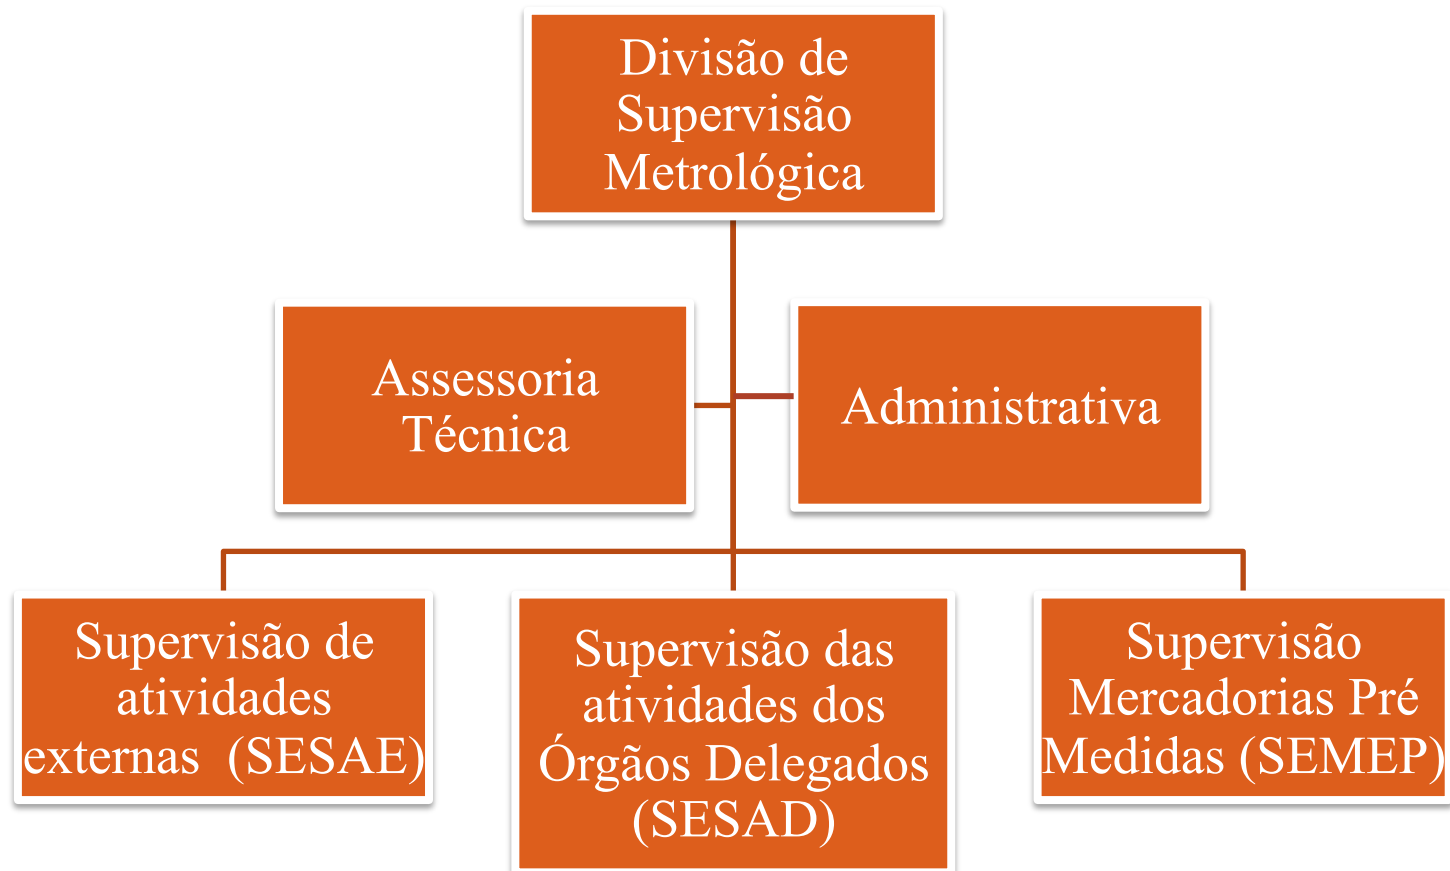 Divisão de
Supervisão
Metrológica
Assessoria
Técnica
Administrativa
Supervisão de
atividades
externas (SESAE)
Supervisão das
atividades dos
Órgãos Delegados
(SESAD)
Supervisão
Mercadorias Pré
Medidas (SEMEP)